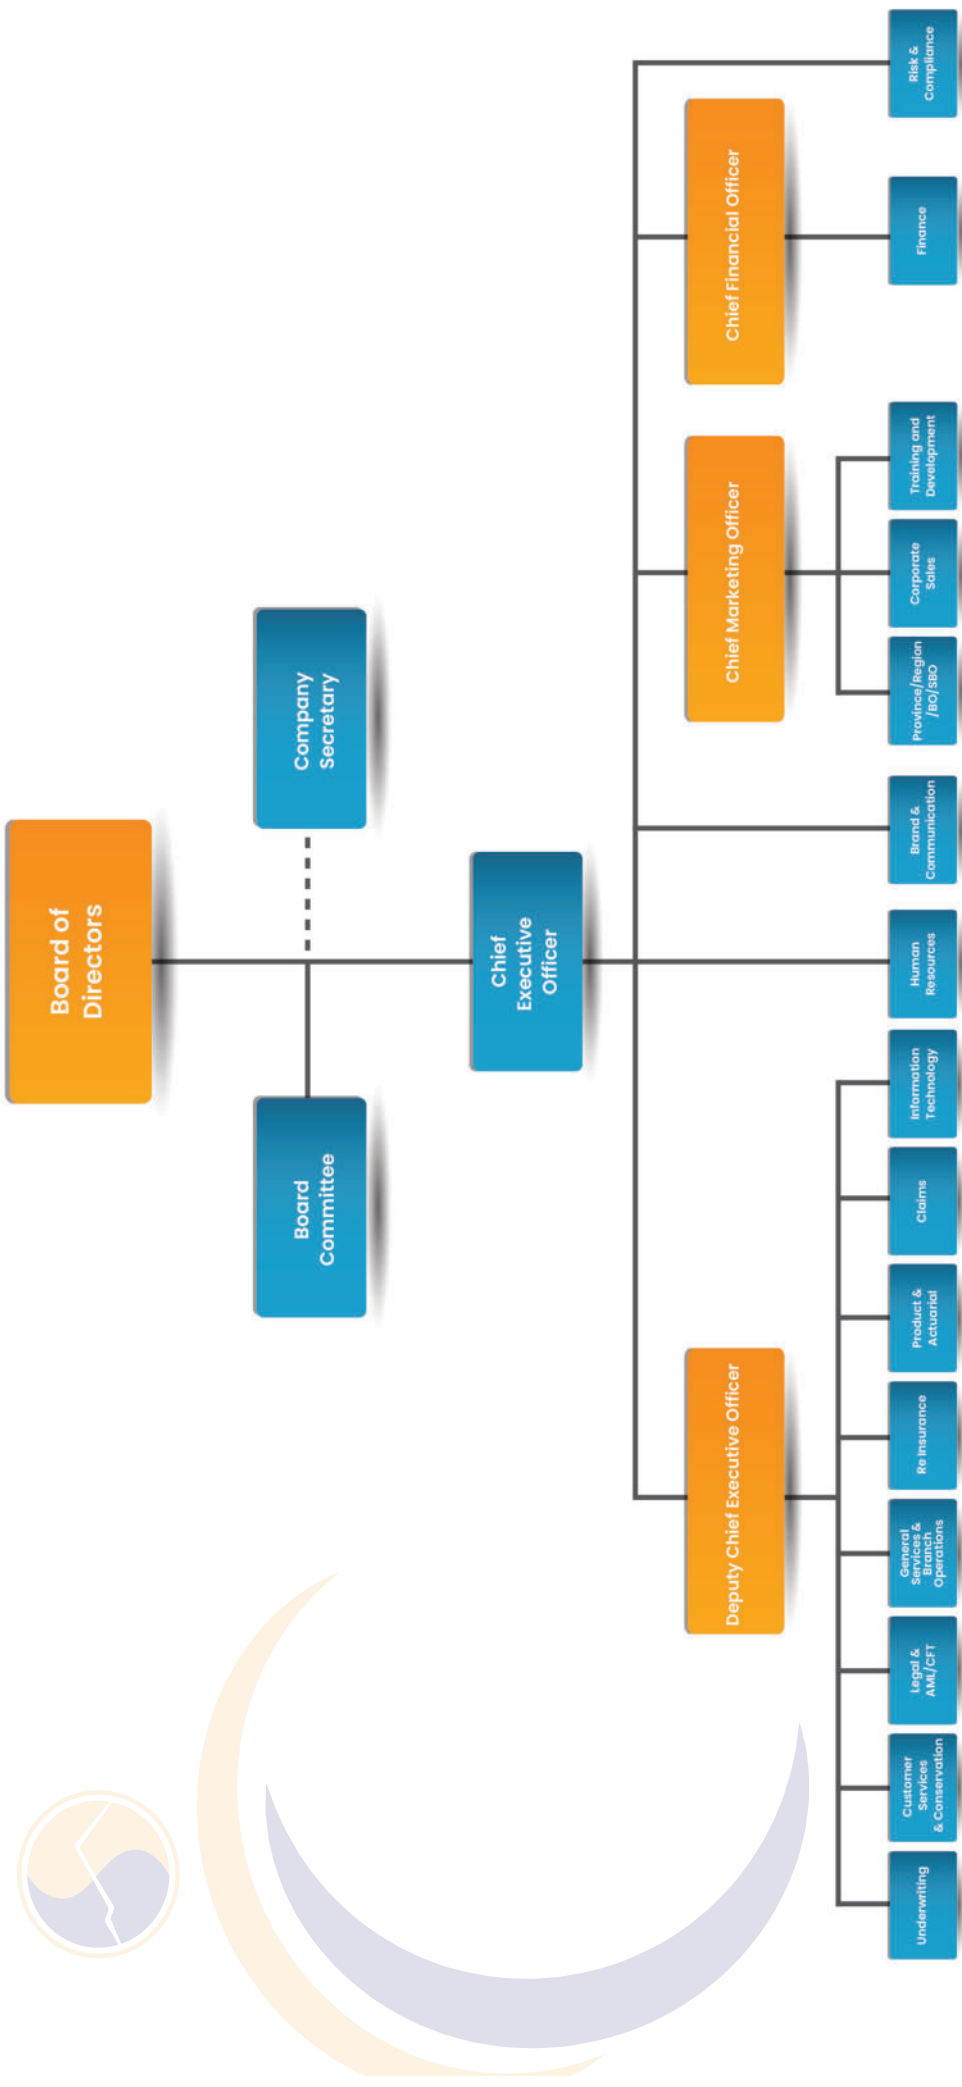 Board of
Directors
Board
Committee
Company
Secretary
Chief
Executive
Officer
Deputy Chief Executive Officer
Chief Marketing Officer
Chief Financial Officer
Underwriting
Customer
Services
& Conservation
Legal &
AML/CFT
General
Services &
Branch
Operations
Re Insurance
Product &
Actuarial
Claims
Information
Technology
Human
Resources
Brand &
Communication
Province/Region
/BO/SBO
Corporate
Sales
Training and
Development
Finance
Risk &
Compliance